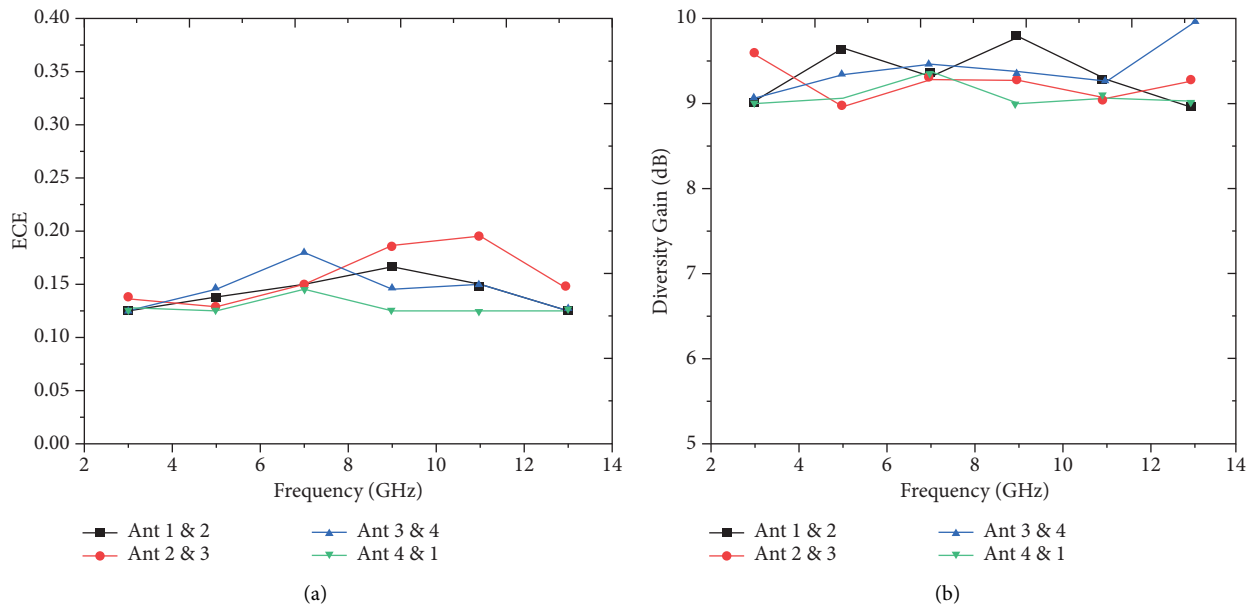 0.40
0.35
0.30
0.25
0.20
0.15
0.10
0.05
0.00
ECE
2 4 6 8 10 12 14
Frequency (GHz)
Ant 1 & 2
Ant 2 & 3
Ant 3 & 4
Ant 4 & 1
(a)
10
9
8
7
6
5
Diversity Gain (dB)
2 4 6 8 10 12 14
Frequency (GHz)
Ant 1 & 2
Ant 2 & 3
Ant 3 & 4
Ant 4 & 1
(b)